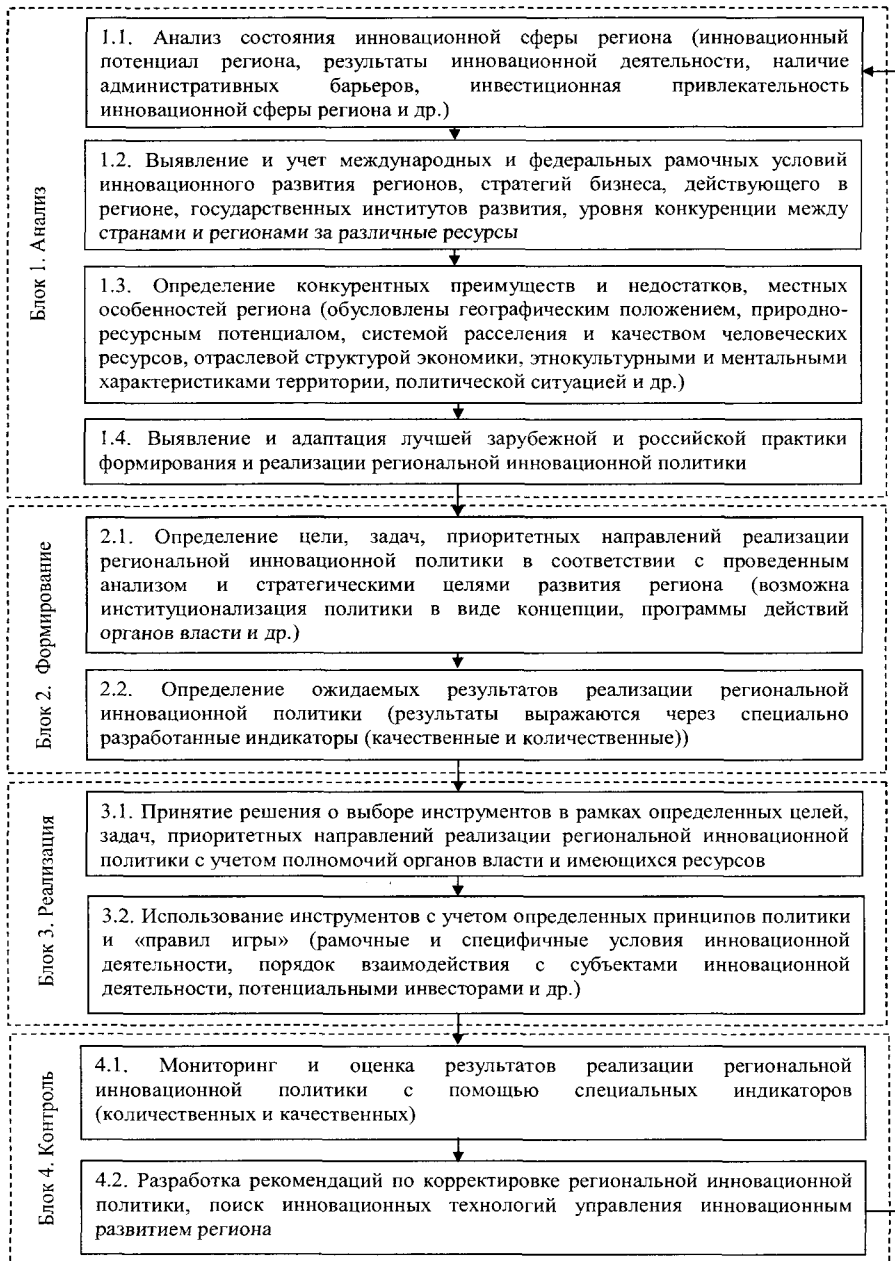 Блок 1. Анализ
1.1. Анализ состояния инновационной сферы региона (инновационный
потенциал региона, результаты инновационной деятельности, наличие
административных барьеров, инвестиционная привлекательность
инновационной сферы региона и др.)
1.2. Выявление и учет международных и федеральных рамочных условий
инновационного развития регионов, стратегий бизнеса, действующего в
регионе, государственных институтов развития, уровня конкуренции между
странами и регионами за различные ресурсы
1.3. Определение конкурентных преимуществ и недостатков, местных
особенностей региона (обусловлены географическим положением, природно-
ресурсным потенциалом, системой расселения и качеством человеческих
ресурсов, отраслевой структурой экономики, этнокультурными и ментальными
характеристиками территории, политической ситуацией и др.)
1.4. Выявление и адаптация лучшей зарубежной и российской практики
формирования и реализации региональной инновационной политики
Блок 2. Формирование
2.1. Определение цели, задач, приоритетных направлений реализации
региональной инновационной политики в соответствии с проведенным
анализом и стратегическими целями развития региона (возможна
институционализация политики в виде концепции, программы действий
органов власти и др.)
2.2. Определение ожидаемых результатов реализации региональной
инновационной политики (результаты выражаются через специально
разработанные индикаторы (качественные и количественные))
Блок 3. Реализация
3.1. Принятие решения о выборе инструментов в рамках определенных целей,
задач, приоритетных направлений реализации региональной инновационной
политики с учетом полномочий органов власти и имеющихся ресурсов
3.2. Использование инструментов с учетом определенных принципов политики
и «правил игры» (рамочные и специфичные условия инновационной
деятельности, порядок взаимодействия с субъектами инновационной
деятельности, потенциальными инвесторами и др.)
Блок 4. Контроль
4.1. Мониторинг и оценка результатов реализации региональной
инновационной политики с помощью специальных индикаторов
(количественных и качественных)
4.2. Разработка рекомендаций по корректировке региональной инновационной
политики, поиск инновационных технологий управления инновационным
развитием региона